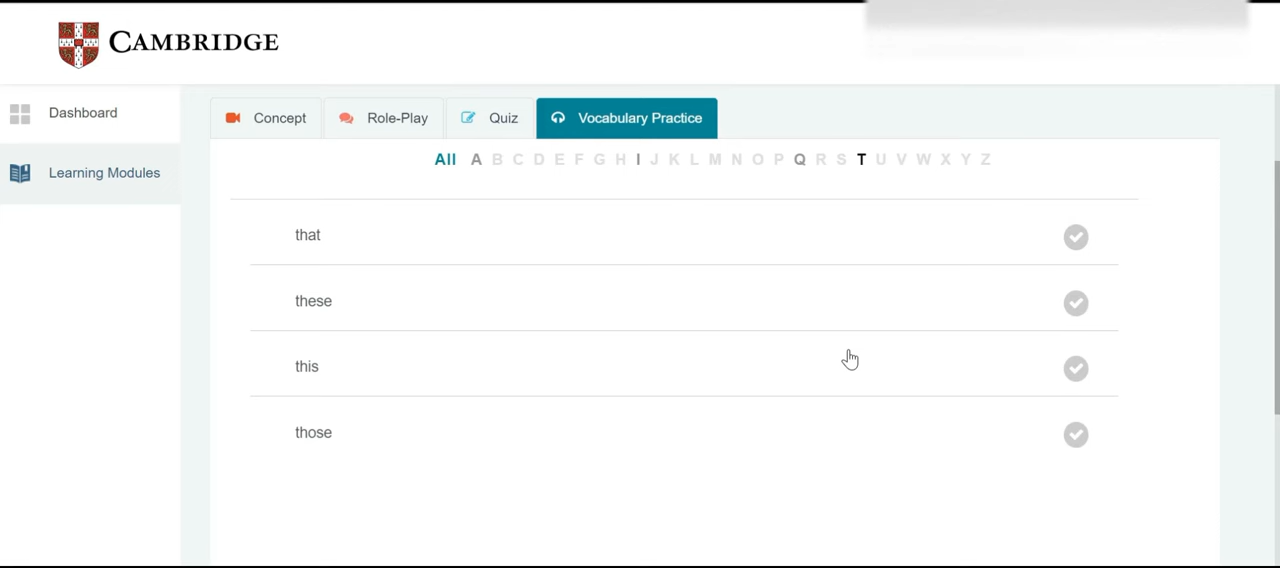 CAMBRIDGE
Dashboard
Learning Modules
Concept Role-Play Quiz Vocabulary Practice
All A B C D E F G H I J K L M N O P Q R S T U V W X Y Z
that
these
this
those